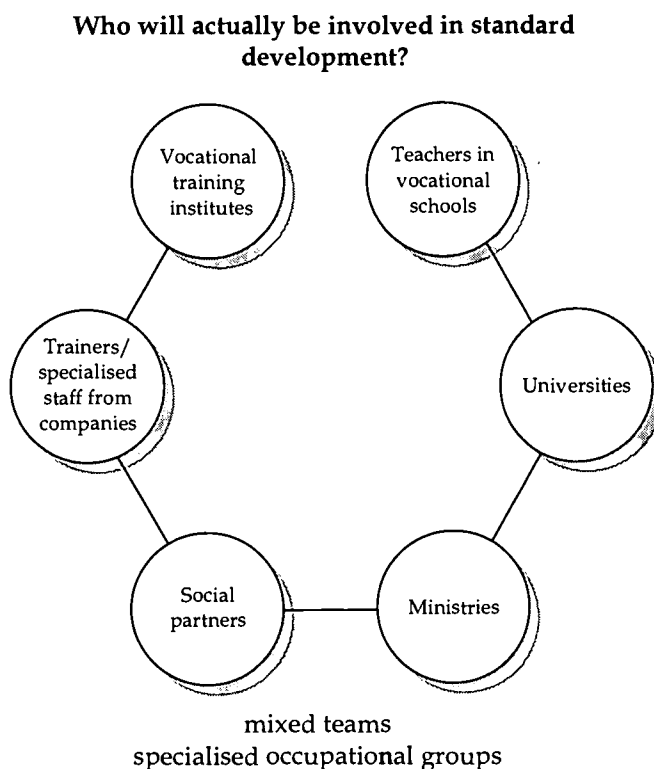 Who will actually be involved in standard
development?
Vocational
training
institutes
Teachers in
vocational
schools
Trainers/
specialised
staff from
companies
Universities
Social
partners
Ministries
mixed teams
specialised occupational groups